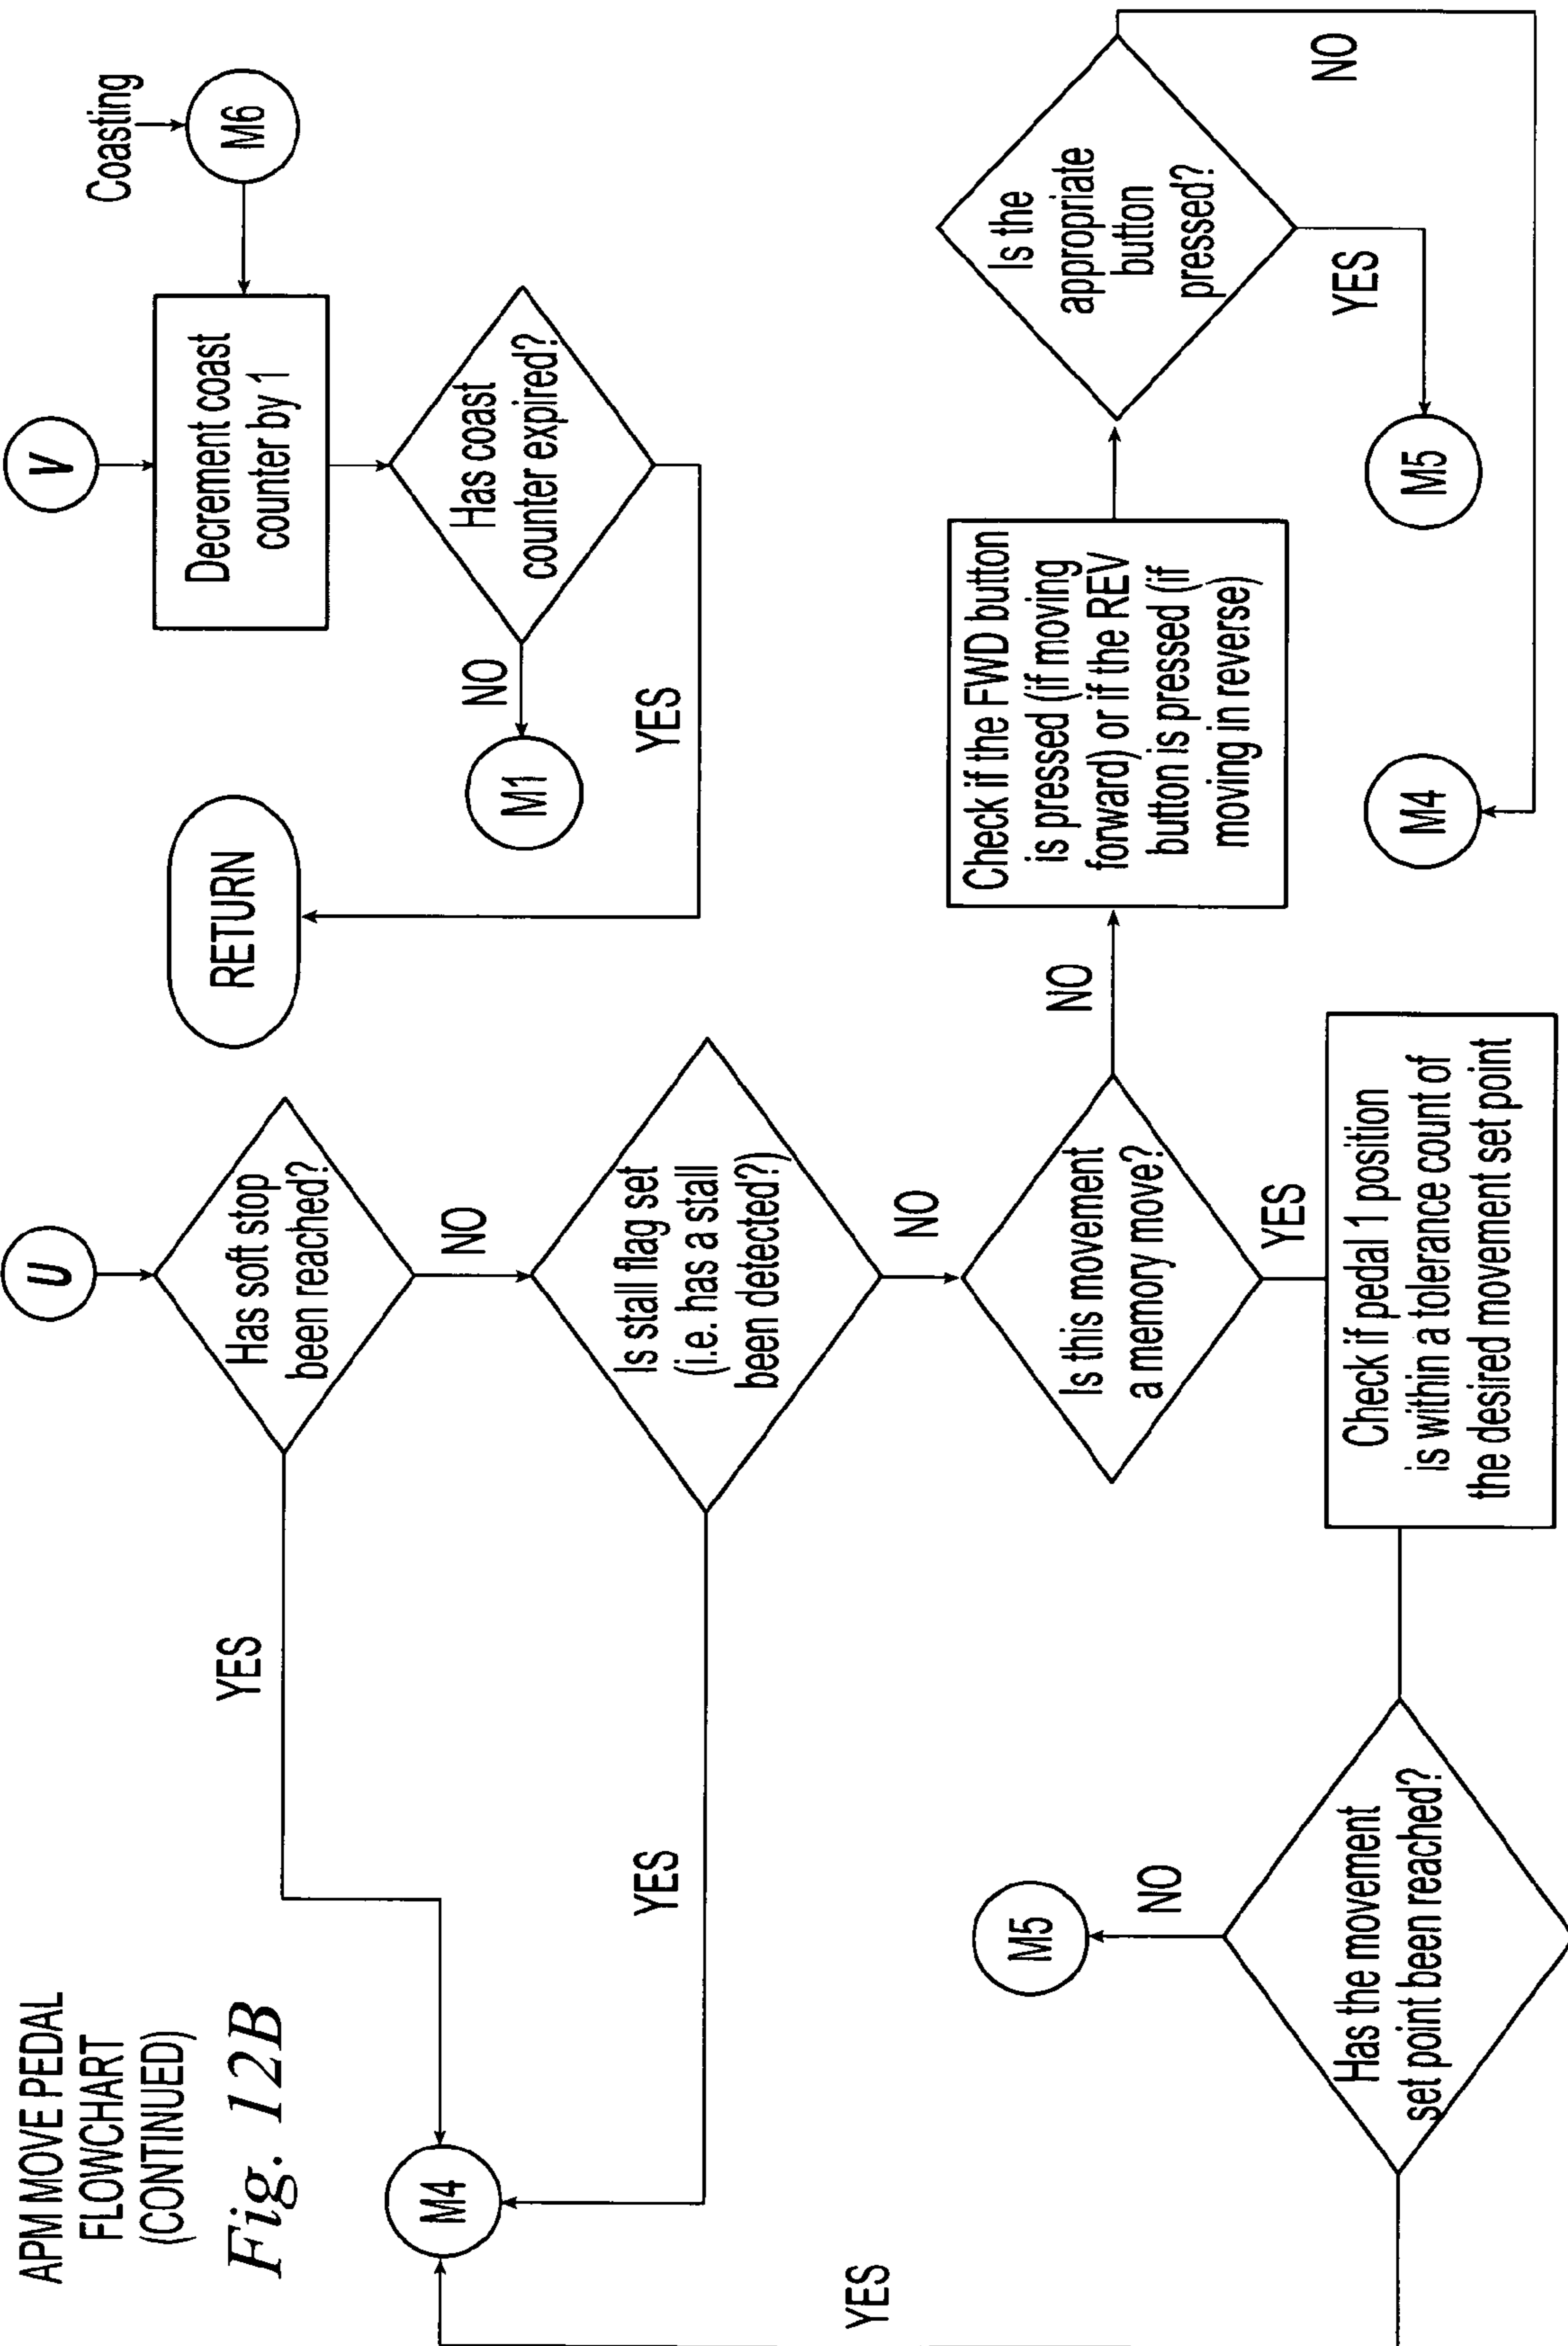 APM MOVE PEDAL
FLOWCHART
(CONTINUED)
Fig. 12B
U
Has soft stop
been reached?
YES
NO
Is stall flag set
(i.e. has a stall
been detected?)
YES
NO
M4
Is this movement
a memory move?
NO
YES
Check if pedal 1 position
is within a tolerance count of
the desired movement set point
Has the movement
set point been reached?
NO
M5
YES
Check if the FWD button
is pressed (if moving
forward) or if the REV
button is pressed (if
moving in reverse)
Is the
appropriate
button
pressed?
YES
M5
NO
M4
V
Coasting
M6
Decrement coast
counter by 1
Has coast
counter expired?
NO
M1
YES
RETURN